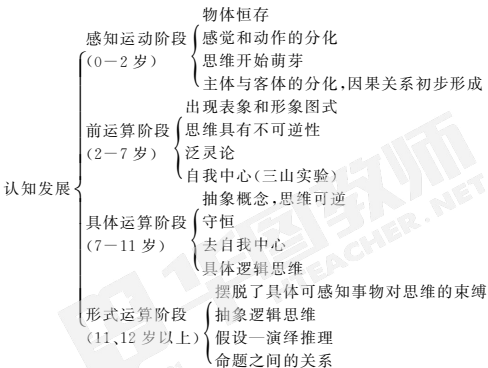 物体恒存
感知运动阶段
感觉和动作的分化
(0－2 岁)
思维开始萌芽
主体与客体的分化,因果关系初步形成
出现表象和形象图式
前运算阶段
思维具有不可逆性
(2－7 岁)
泛灵论
自我中心(三山实验)
认知发展
抽象概念,思维可逆
具体运算阶段
守恒
(7－11 岁)
去自我中心
具体逻辑思维
摆脱了具体可感知事物对思维的束缚
形式运算阶段
抽象逻辑思维
(11、12 岁以上)
假设—演绎推理
命题之间的关系
华图教师
TEACHER.NET